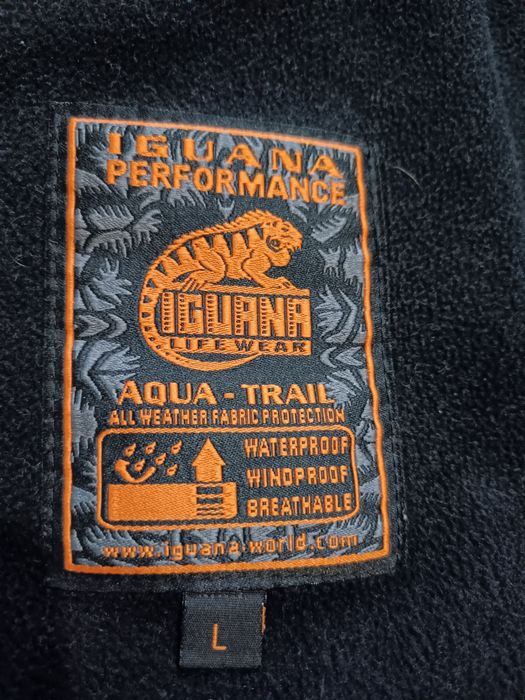 IGUANA
PERFORMANCE
IGUANA
LIFEWEAR
AQUA - TRAIL
ALL WEATHER FABRIC PROTECTION
WATERPROOF
WINDPROOF
BREATHABLE
www.iguana-world.com
L